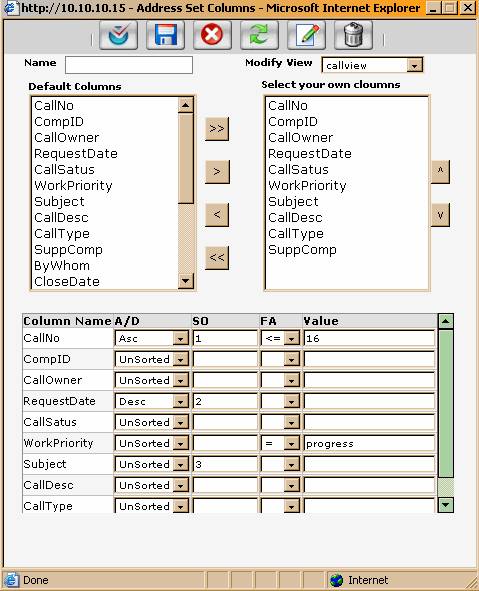 http://10.10.10.15 - Address Set Columns - Microsoft Internet Explorer
Name Modify View callview
Default Columns Select your own cloumns
CallNo
CompID
CallOwner
RequestDate
CallSatus
WorkPriority
Subject
CallDesc
CallType
SuppComp
ByWhom
CloseDate
>>
>
<
<<
CallNo
CompID
CallOwner
RequestDate
CallSatus
WorkPriority
Subject
CallDesc
CallType
SuppComp
^
v
Column Name A/D SO FA Value
CallNo Asc 1 <= 16
CompID UnSorted
CallOwner UnSorted
RequestDate Desc 2
CallSatus UnSorted
WorkPriority UnSorted = progress
Subject UnSorted 3
CallDesc UnSorted
CallType UnSorted
Done Internet